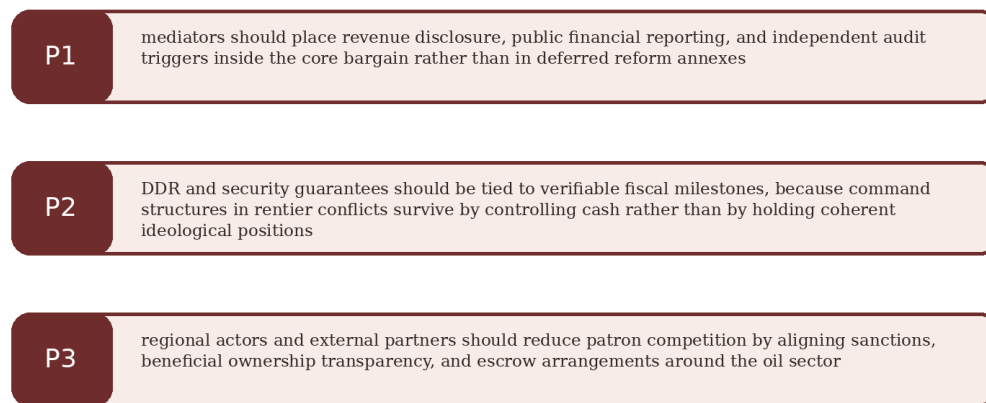 P1
mediators should place revenue disclosure, public financial reporting, and independent audit
triggers inside the core bargain rather than in deferred reform annexes
P2
DDR and security guarantees should be tied to verifiable fiscal milestones, because command
structures in rentier conflicts survive by controlling cash rather than by holding coherent
ideological positions
P3
regional actors and external partners should reduce patron competition by aligning sanctions,
beneficial ownership transparency, and escrow arrangements around the oil sector